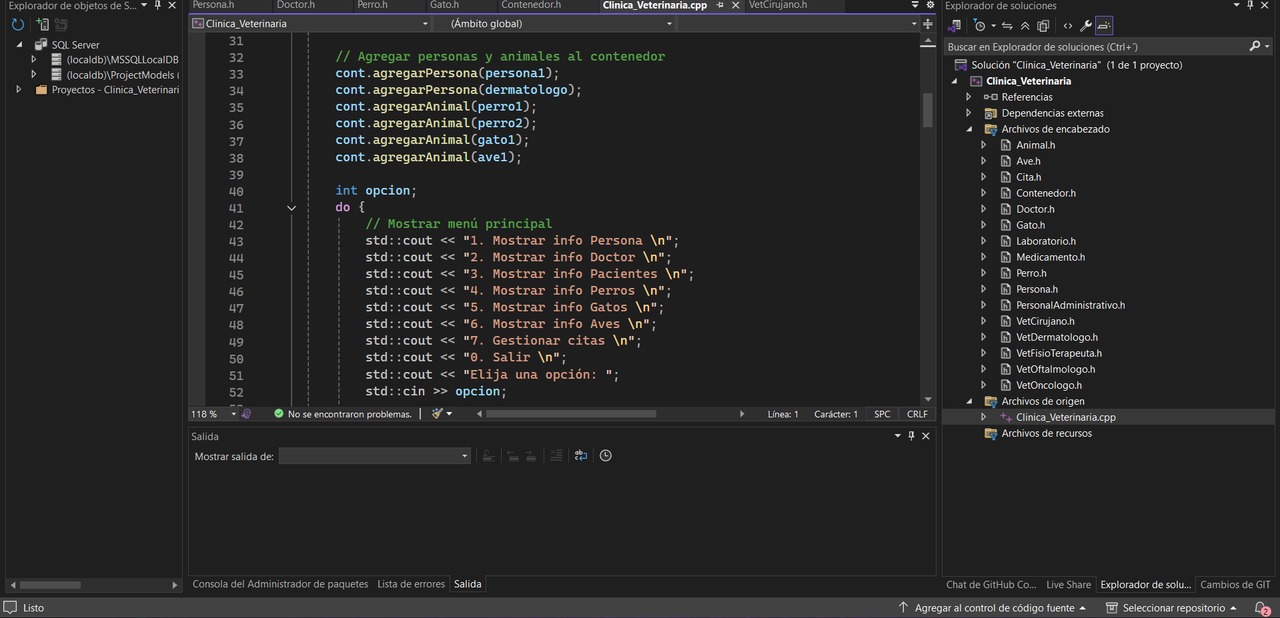 Explorador de objetos de S...
SQL Server
(localdb)\MSSQLLocalDB
(localdb)\ProjectModels (
Proyectos - Clinica_Veterinari
Persona.h Doctor.h Perro.h Gato.h Contenedor.h Clinica_Veterinaria.cpp VetCirujano.h
Clinica_Veterinaria (Ámbito global)
31
32 // Agregar personas y animales al contenedor
33 cont.agregarPersona(persona1);
34 cont.agregarPersona(dermatologo);
35 cont.agregarAnimal(perro1);
36 cont.agregarAnimal(perro2);
37 cont.agregarAnimal(gato1);
38 cont.agregarAnimal(ave1);
39
40 int opcion;
41 do {
42 // Mostrar menú principal
43 std::cout << "1. Mostrar info Persona \n";
44 std::cout << "2. Mostrar info Doctor \n";
45 std::cout << "3. Mostrar info Pacientes \n";
46 std::cout << "4. Mostrar info Perros \n";
47 std::cout << "5. Mostrar info Gatos \n";
48 std::cout << "6. Mostrar info Aves \n";
49 std::cout << "7. Gestionar citas \n";
50 std::cout << "0. Salir \n";
51 std::cout << "Elija una opción: ";
52 std::cin >> opcion;
118 % No se encontraron problemas. Línea: 1 Carácter: 1 SPC CRLF
Salida
Mostrar salida de:
Consola del Administrador de paquetes Lista de errores Salida
Explorador de soluciones
Buscar en Explorador de soluciones (Ctrl+´)
Solución "Clinica_Veterinaria" (1 de 1 proyecto)
Clinica_Veterinaria
Referencias
Dependencias externas
Archivos de encabezado
Animal.h
Ave.h
Cita.h
Contenedor.h
Doctor.h
Gato.h
Laboratorio.h
Medicamento.h
Perro.h
Persona.h
PersonalAdministrativo.h
VetCirujano.h
VetDermatologo.h
VetFisioTerapeuta.h
VetOftalmologo.h
VetOncologo.h
Archivos de origen
Clinica_Veterinaria.cpp
Archivos de recursos
Chat de GitHub Co... Live Share Explorador de solu... Cambios de GIT
Listo Agregar al control de código fuente Seleccionar repositorio 2